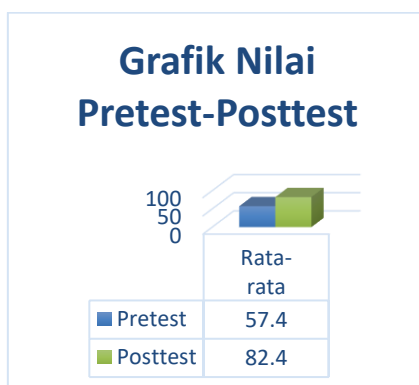 Grafik Nilai
Pretest-Posttest
100
50
0
Rata-
rata
Pretest 57.4
Posttest 82.4